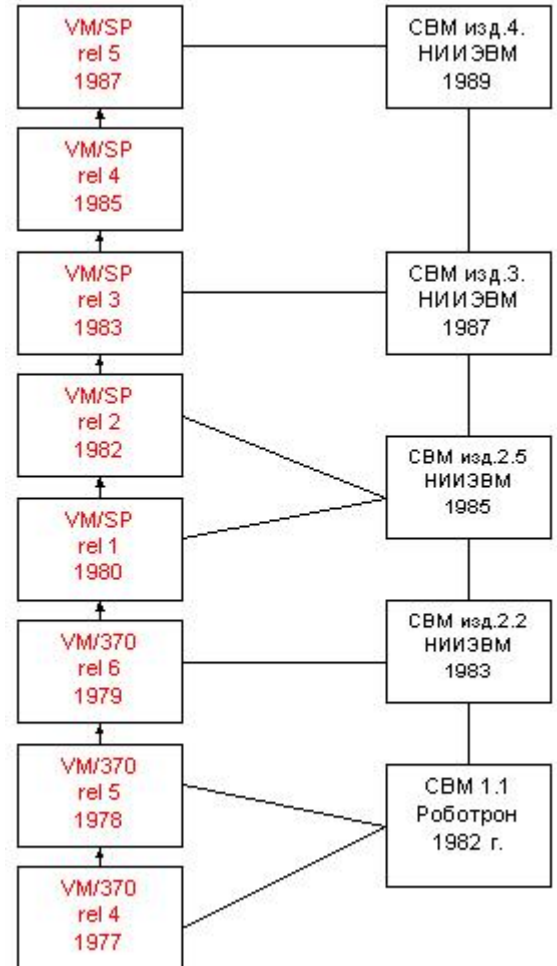 VM/SP
rel 5
1987
СВМ изд.4.
НИИЭВМ
1989
VM/SP
rel 4
1985
VM/SP
rel 3
1983
СВМ изд.3.
НИИЭВМ
1987
VM/SP
rel 2
1982
СВМ изд.2.5
НИИЭВМ
1985
VM/SP
rel 1
1980
VM/370
rel 6
1979
СВМ изд.2.2
НИИЭВМ
1983
VM/370
rel 5
1978
СВМ 1.1
Роботрон
1982 г.
VM/370
rel 4
1977